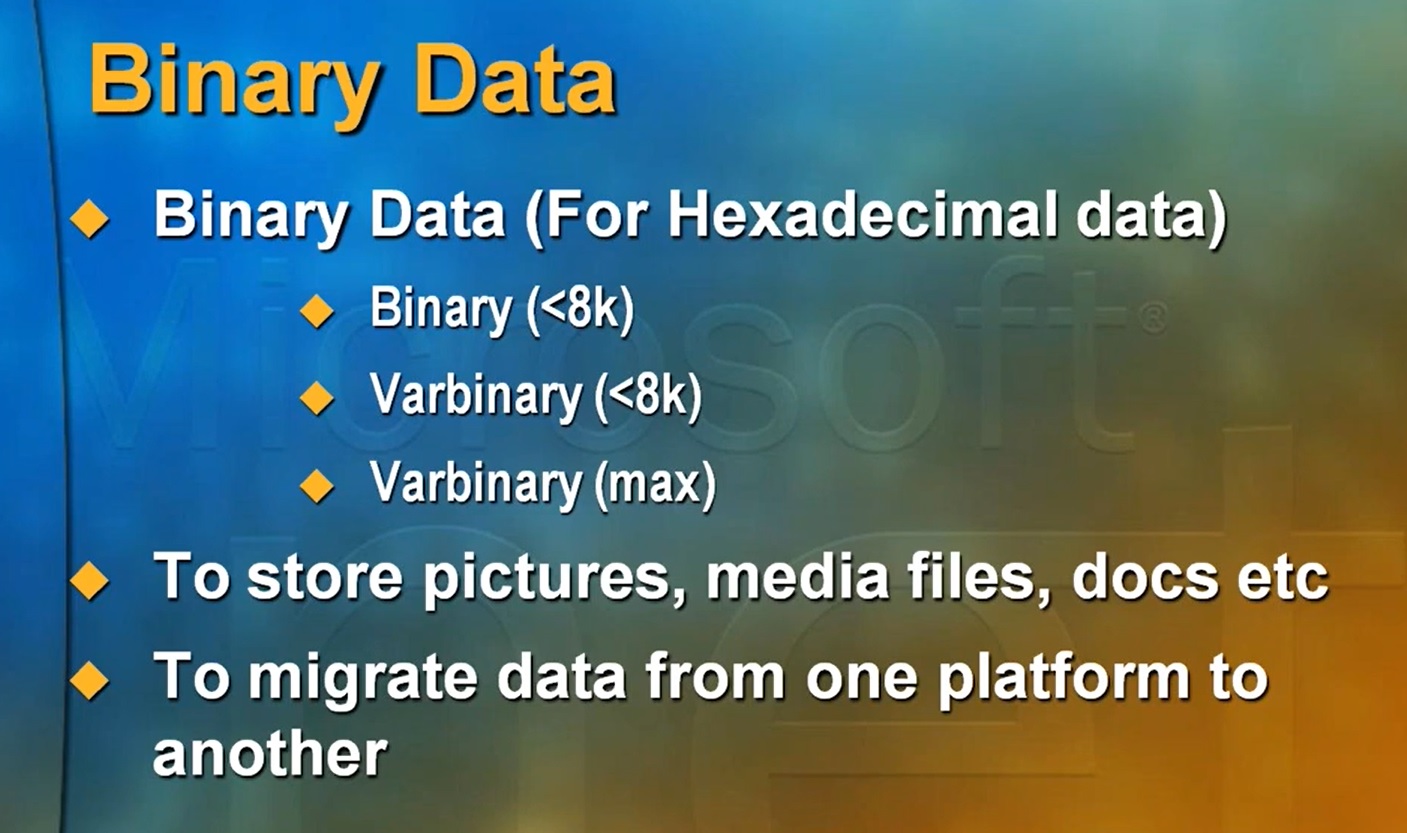 Binary Data
Binary Data (For Hexadecimal data)
Binary (<8k)
Microsoft®
Varbinary (<8k)
Varbinary (max)
.net
To store pictures, media files, docs etc
To migrate data from one platform to
another